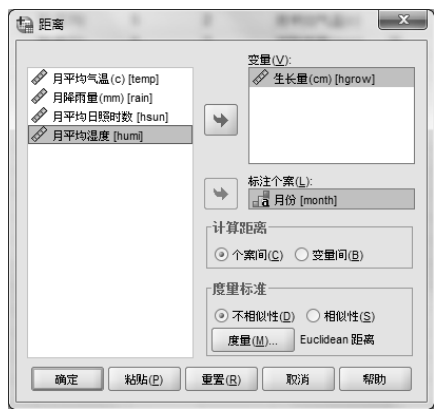 距离
变量(V):
月平均气温(c) [temp]
月降雨量(mm) [rain]
月平均日照时数 [hsun]
月平均湿度 [humi]
生长量(cm) [hgrow]
标注个案(L):
月份 [month]
计算距离
个案间(C) 变量间(B)
度量标准
不相似性(D) 相似性(S)
度量(M)... Euclidean 距离
确定 粘贴(P) 重置(R) 取消 帮助